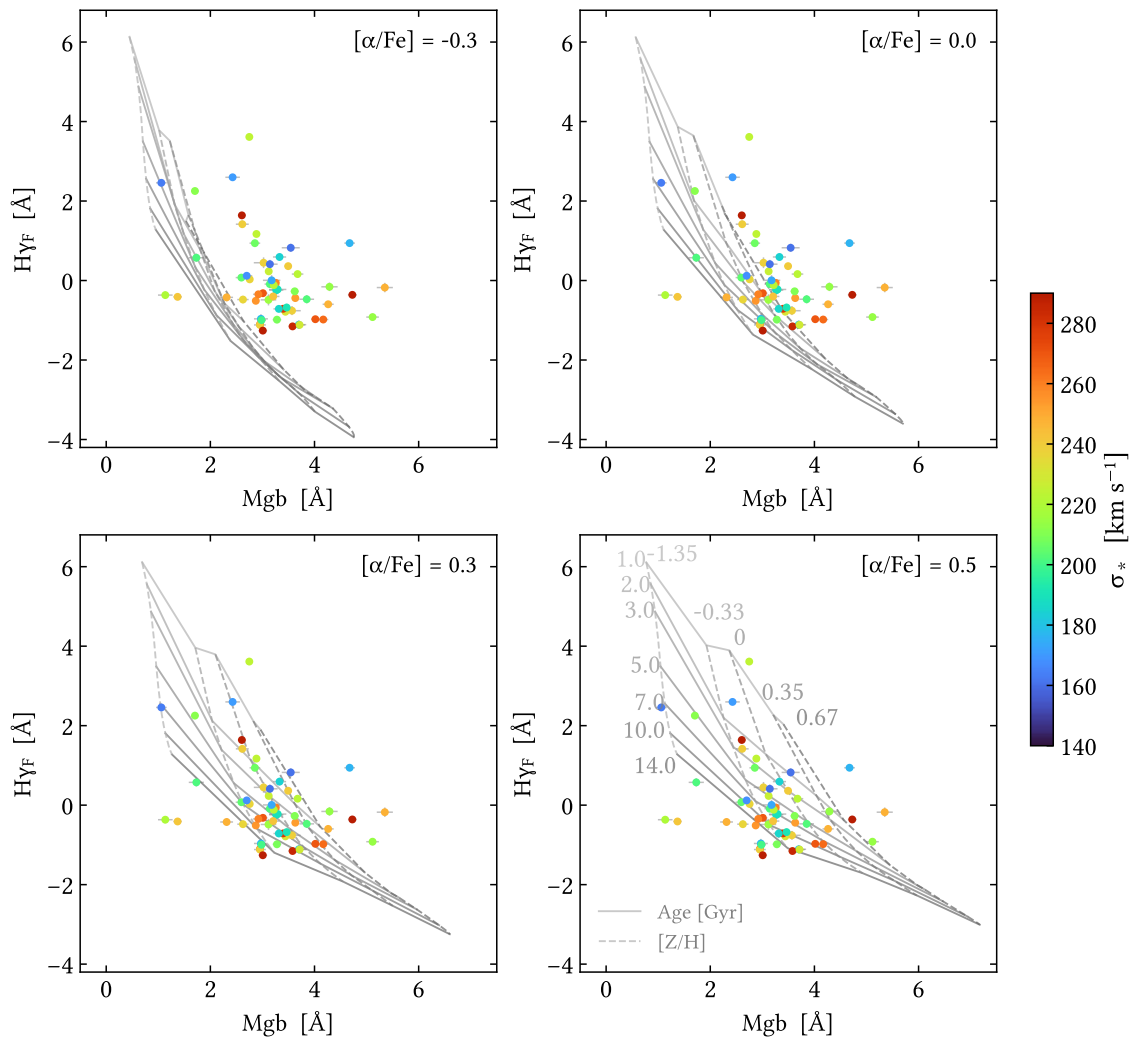 [α/Fe] = -0.3
6
4
2
0
−2
−4
HγF [Å]
0 2 4 6
Mgb [Å]
[α/Fe] = 0.0
6
4
2
0
−2
−4
HγF [Å]
0 2 4 6
Mgb [Å]
[α/Fe] = 0.3
6
4
2
0
−2
−4
HγF [Å]
0 2 4 6
Mgb [Å]
[α/Fe] = 0.5
6
4
2
0
−2
−4
HγF [Å]
1.0 -1.35
2.0
3.0 -0.33
0
5.0
0.35
7.0 0.67
10.0
14.0
Age [Gyr]
[Z/H]
0 2 4 6
Mgb [Å]
280
260
240
220
200
180
160
140
σ* [km s−1]